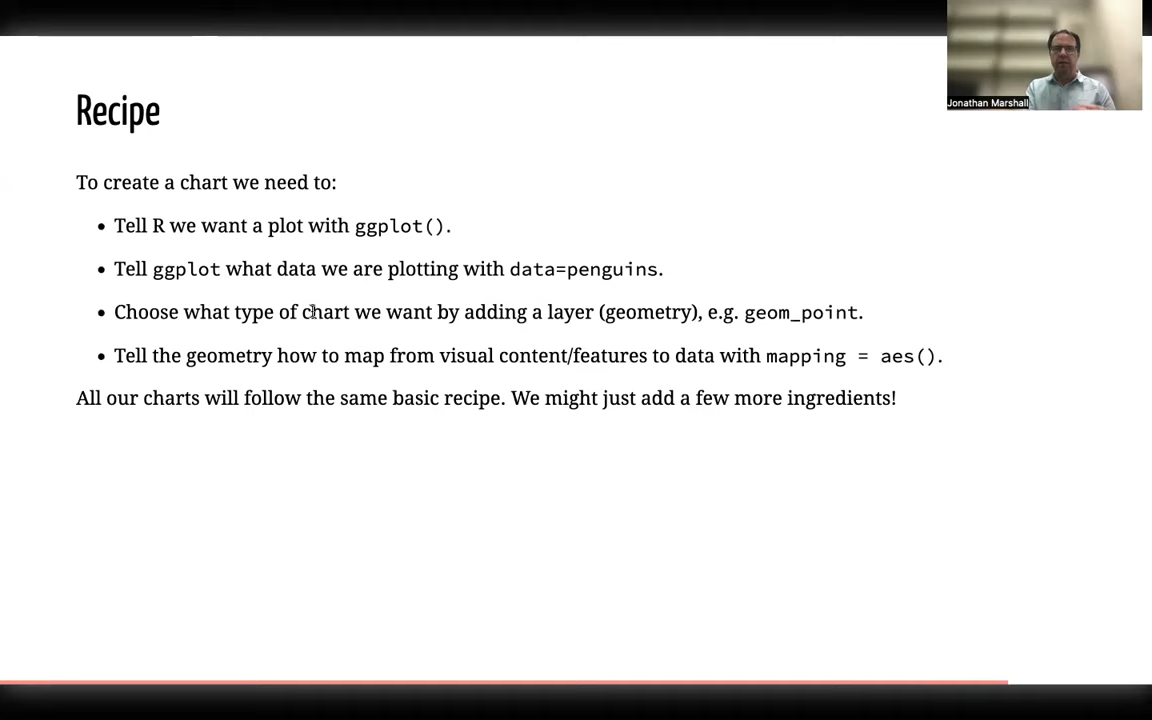 Jonathan Marshall
Recipe
To create a chart we need to:
• Tell R we want a plot with ggplot().
• Tell ggplot what data we are plotting with data=penguins.
• Choose what type of chart we want by adding a layer (geometry), e.g. geom_point.
• Tell the geometry how to map from visual content/features to data with mapping = aes().
All our charts will follow the same basic recipe. We might just add a few more ingredients!